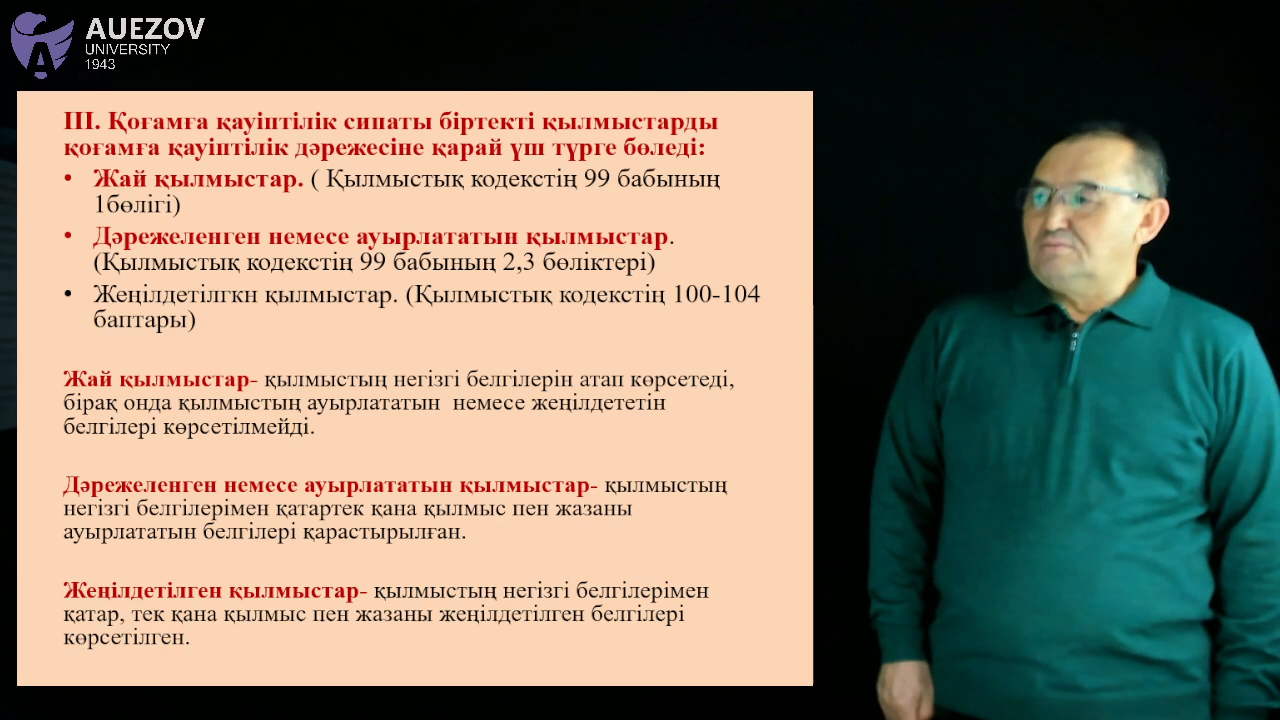 AUEZOV
UNIVERSITY
1943
III. Қоғамға қауіптілік сипаты біртекті қылмыстарды
қоғамға қауіптілік дәрежесіне қарай үш түрге бөледі:
• Жай қылмыстар. ( Қылмыстық кодекстің 99 бабының
1бөлігі)
• Дәрежеленген немесе ауырлататын қылмыстар.
(Қылмыстық кодекстің 99 бабының 2,3 бөліктері)
• Жеңілдетілгкн қылмыстар. (Қылмыстық кодекстің 100-104
баптары)
Жай қылмыстар- қылмыстың негізгі белгілерін атап көрсетеді,
бірақ онда қылмыстың ауырлататын немесе жеңілдететін
белгілері көрсетілмейді.
Дәрежеленген немесе ауырлататын қылмыстар- қылмыстың
негізгі белгілерімен қатартек қана қылмыс пен жазаны
ауырлататын белгілері қарастырылған.
Жеңілдетілген қылмыстар- қылмыстың негізгі белгілерімен
қатар, тек қана қылмыс пен жазаны жеңілдетілген белгілері
көрсетілген.